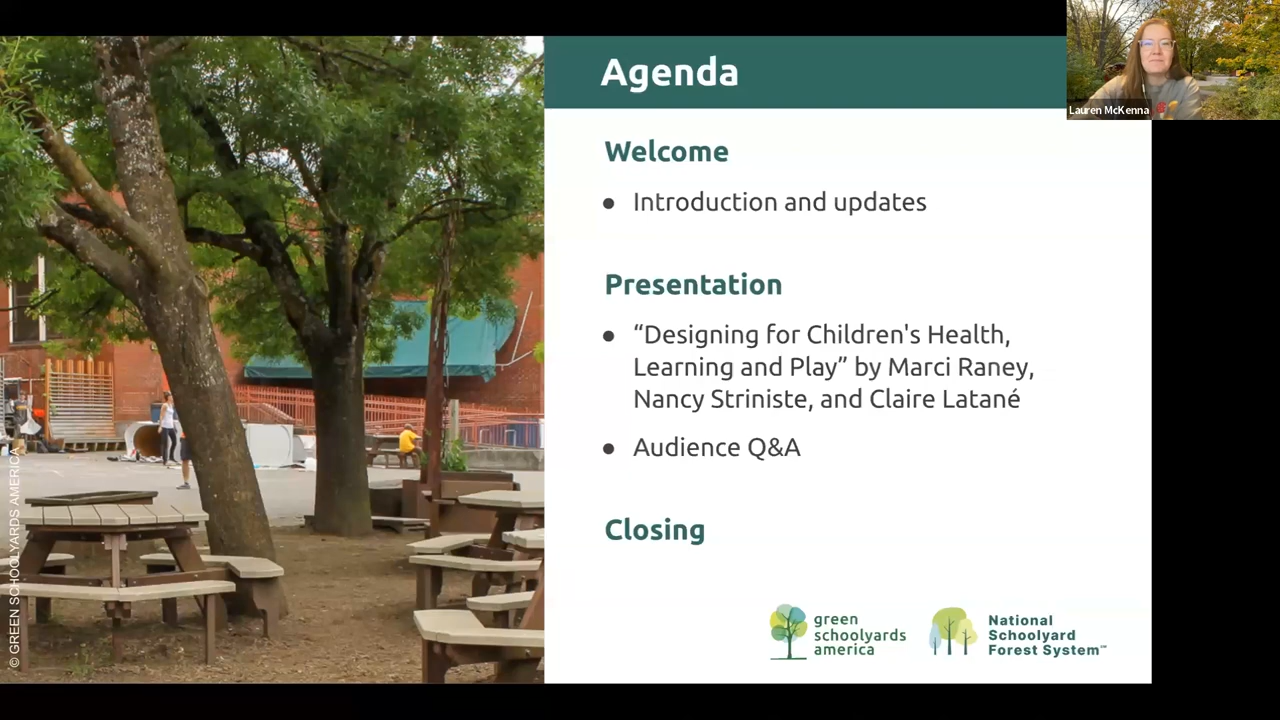 Agenda
Lauren McKenna
Welcome
● Introduction and updates
Presentation
● “Designing for Children's Health,
Learning and Play” by Marci Raney,
Nancy Striniste, and Claire Latané
● Audience Q&A
Closing
green
schoolyards
america
National
Schoolyard
Forest System℠
© GREEN SCHOOLYARDS AMERICA